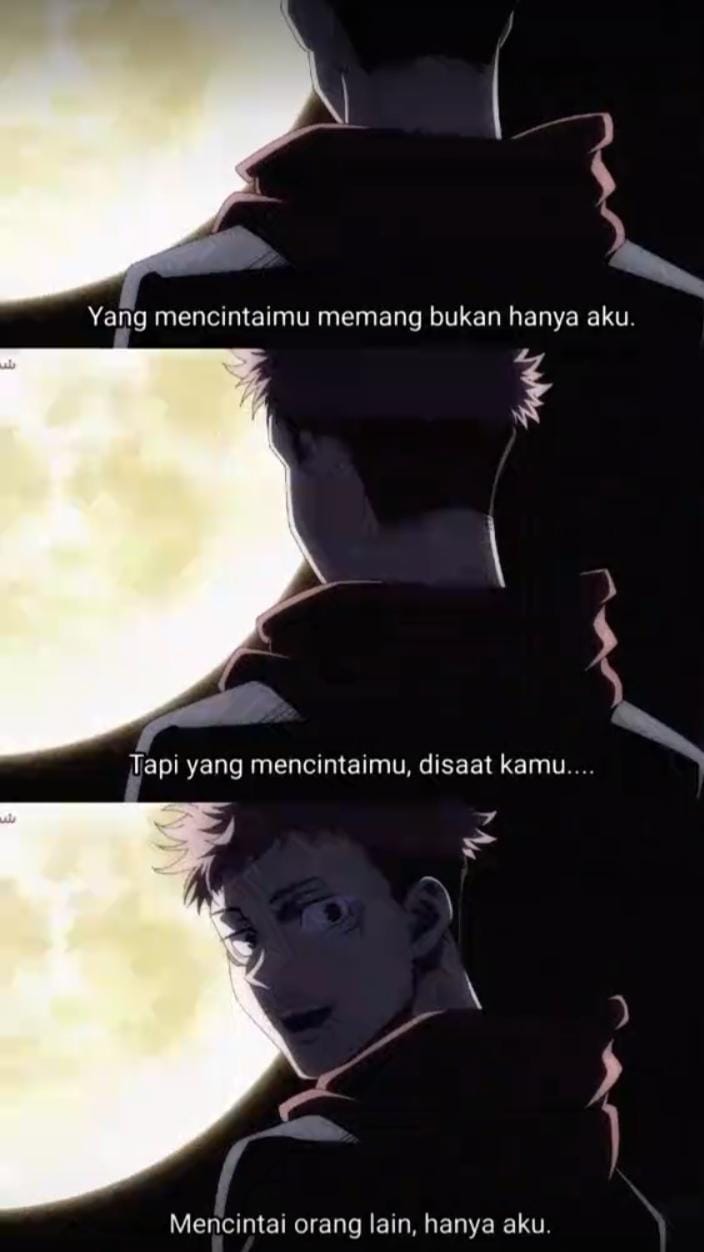 Yang mencintaimu memang bukan hanya aku.
Tapi yang mencintaimu, disaat kamu....
Mencintai orang lain, hanya aku.